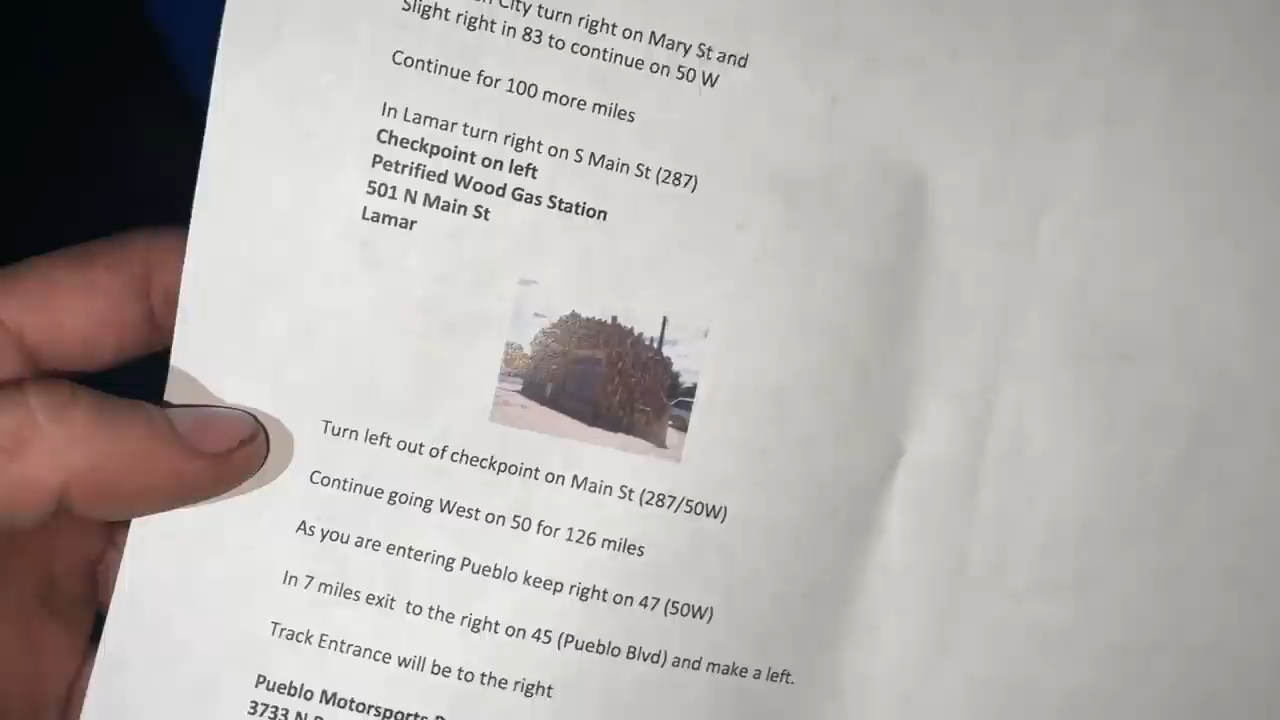 City turn right on Mary St and
Slight right in 83 to continue on 50 W
Continue for 100 more miles
In Lamar turn right on S Main St (287)
Checkpoint on left
Petrified Wood Gas Station
501 N Main St
Lamar
Turn left out of checkpoint on Main St (287/50W)
Continue going West on 50 for 126 miles
As you are entering Pueblo keep right on 47 (50W)
In 7 miles exit  to the right on 45 (Pueblo Blvd) and make a left.
Track Entrance will be to the right
Pueblo Motorsports
3733 N